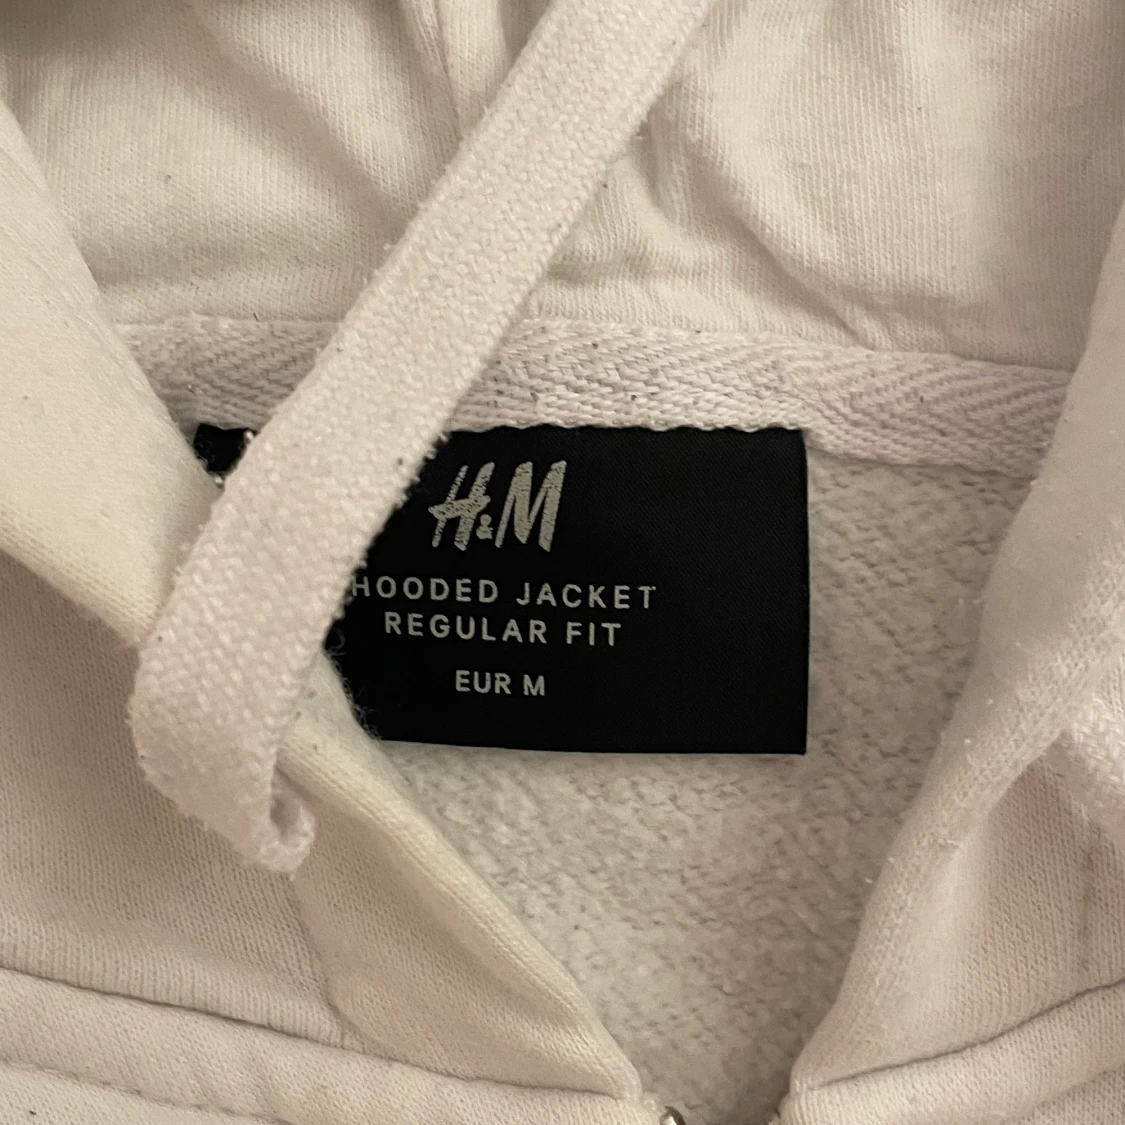 H&M
HOODED JACKET
REGULAR FIT
EUR M